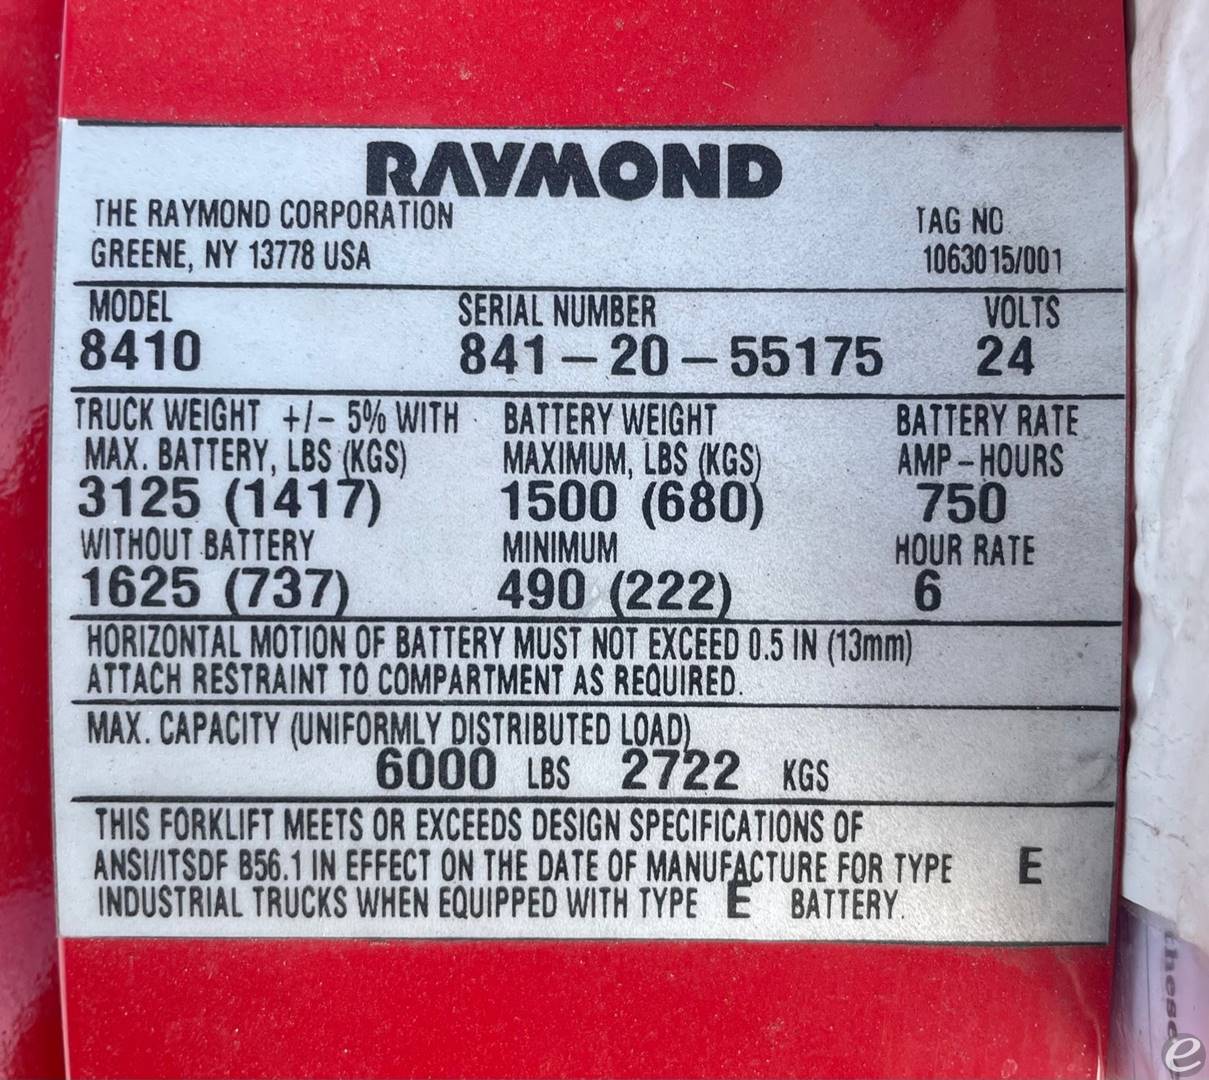 RAYMOND
THE RAYMOND CORPORATION
GREENE, NY 13778 USA
TAG NO
1063015/001
MODEL SERIAL NUMBER VOLTS
8410 841-20-55175 24
TRUCK WEIGHT +/- 5% WITH BATTERY WEIGHT BATTERY RATE
MAX. BATTERY, LBS (KGS) MAXIMUM, LBS (KGS) AMP-HOURS
3125 (1417) 1500 (680) 750
WITHOUT BATTERY MINIMUM HOUR RATE
1625 (737) 490 (222) 6
HORIZONTAL MOTION OF BATTERY MUST NOT EXCEED 0.5 IN (13mm)
ATTACH RESTRAINT TO COMPARTMENT AS REQUIRED.
MAX. CAPACITY (UNIFORMLY DISTRIBUTED LOAD)
6000 LBS 2722 KGS
THIS FORKLIFT MEETS OR EXCEEDS DESIGN SPECIFICATIONS OF
ANSI/ITSDF B56.1 IN EFFECT ON THE DATE OF MANUFACTURE FOR TYPE E
INDUSTRIAL TRUCKS WHEN EQUIPPED WITH TYPE E BATTERY.
these
e